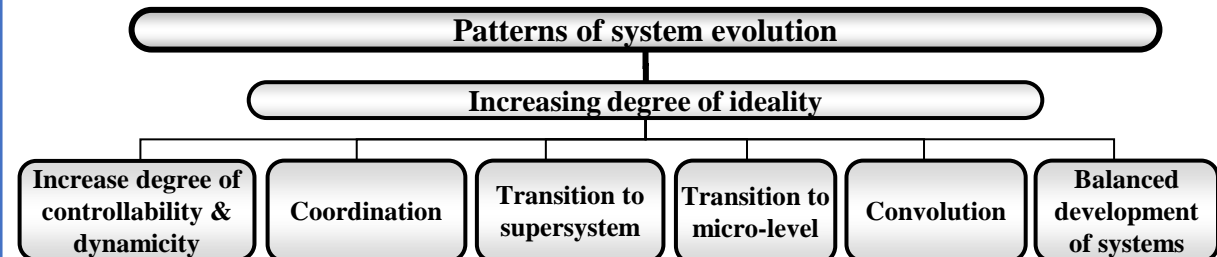 Patterns of system evolution
Increasing degree of ideality
Increase degree of
controllability &
dynamicity
Coordination
Transition to
supersystem
Transition to
micro-level
Convolution
Balanced
development
of systems